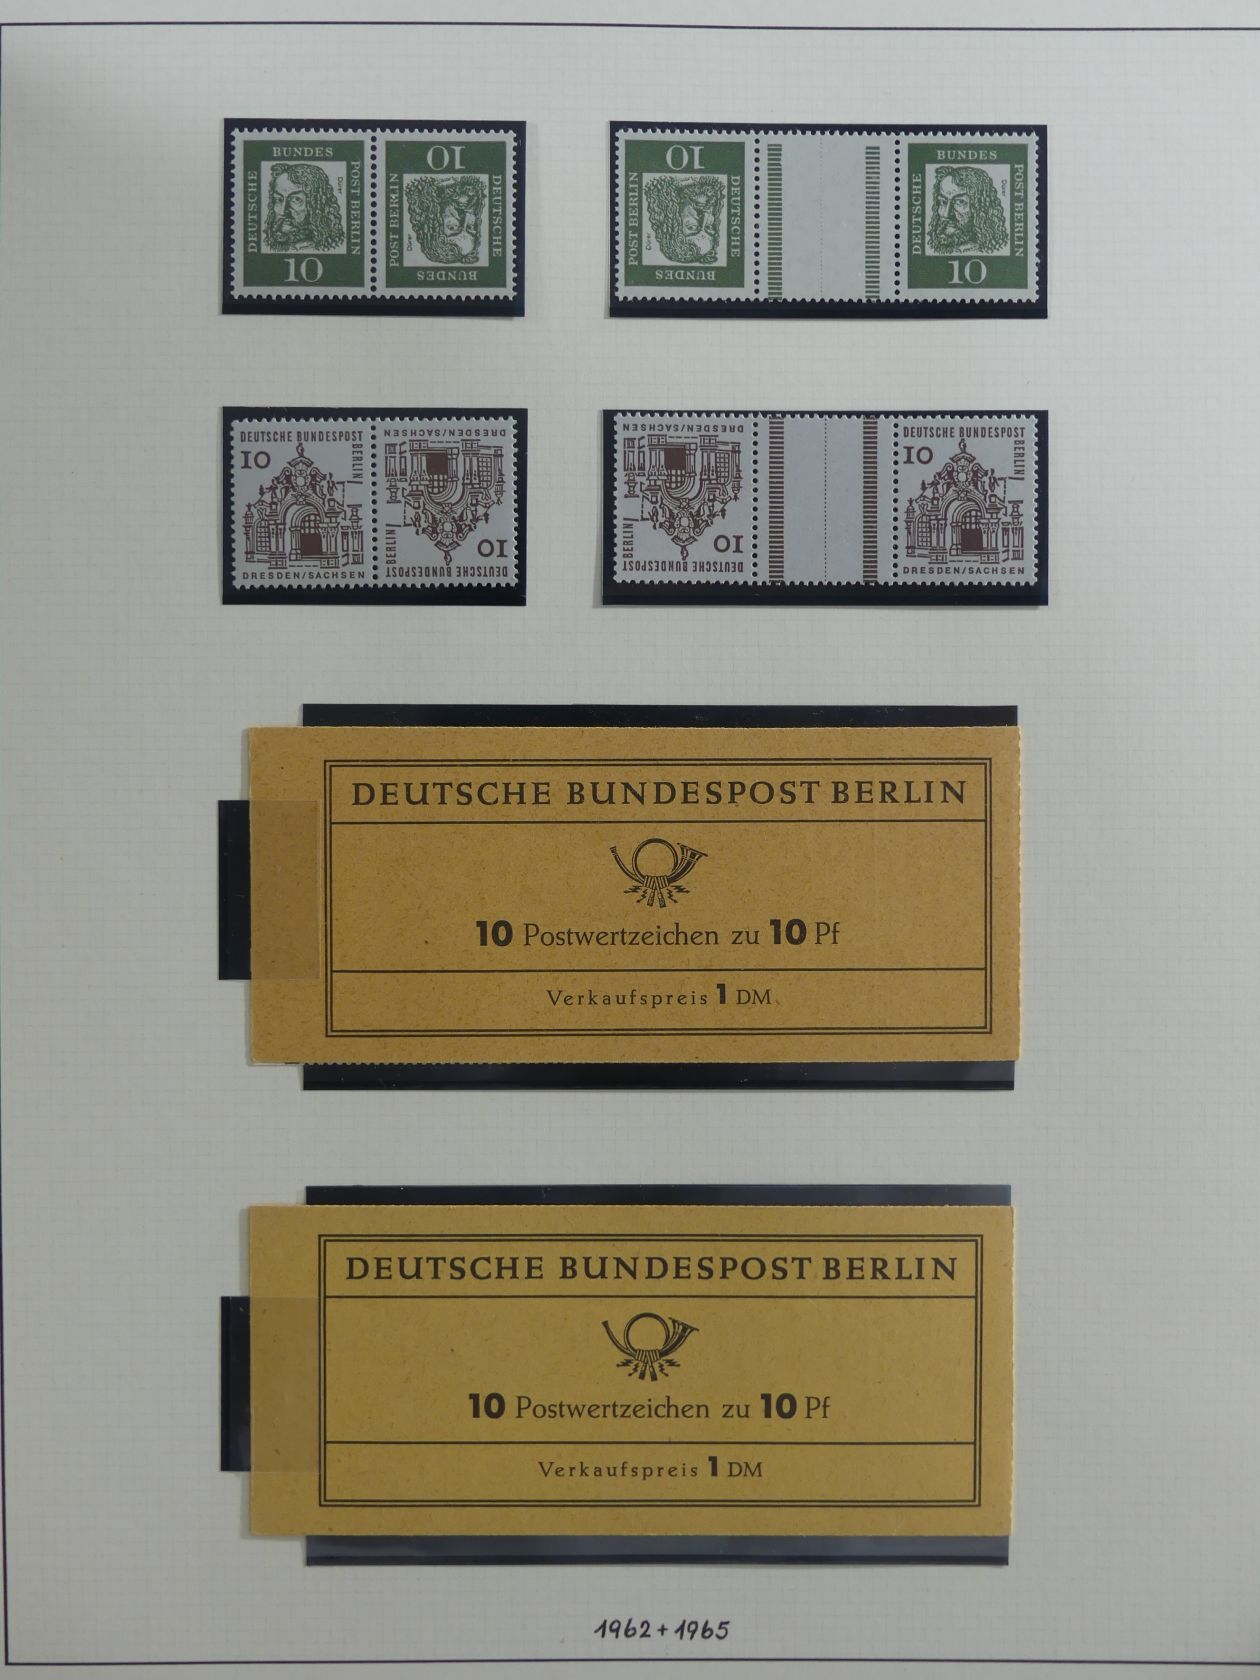 BUNDES
DEUTSCHE
POST BERLIN
Dürer
10
10
POST BERLIN
DEUTSCHE
Dürer
BUNDES
10
POST BERLIN
DEUTSCHE
Dürer
BUNDES
BUNDES
DEUTSCHE
POST BERLIN
Dürer
10
DEUTSCHE BUNDESPOST
BERLIN
10
DRESDEN/SACHSEN
DRESDEN/SACHSEN
10
BERLIN
DEUTSCHE BUNDESPOST
DRESDEN/SACHSEN
10
BERLIN
DEUTSCHE BUNDESPOST
DEUTSCHE BUNDESPOST
BERLIN
10
DRESDEN/SACHSEN
DEUTSCHE BUNDESPOST BERLIN
10 Postwertzeichen zu 10 Pf
Verkaufspreis 1 DM
DEUTSCHE BUNDESPOST BERLIN
10 Postwertzeichen zu 10 Pf
Verkaufspreis 1 DM
1962 + 1965